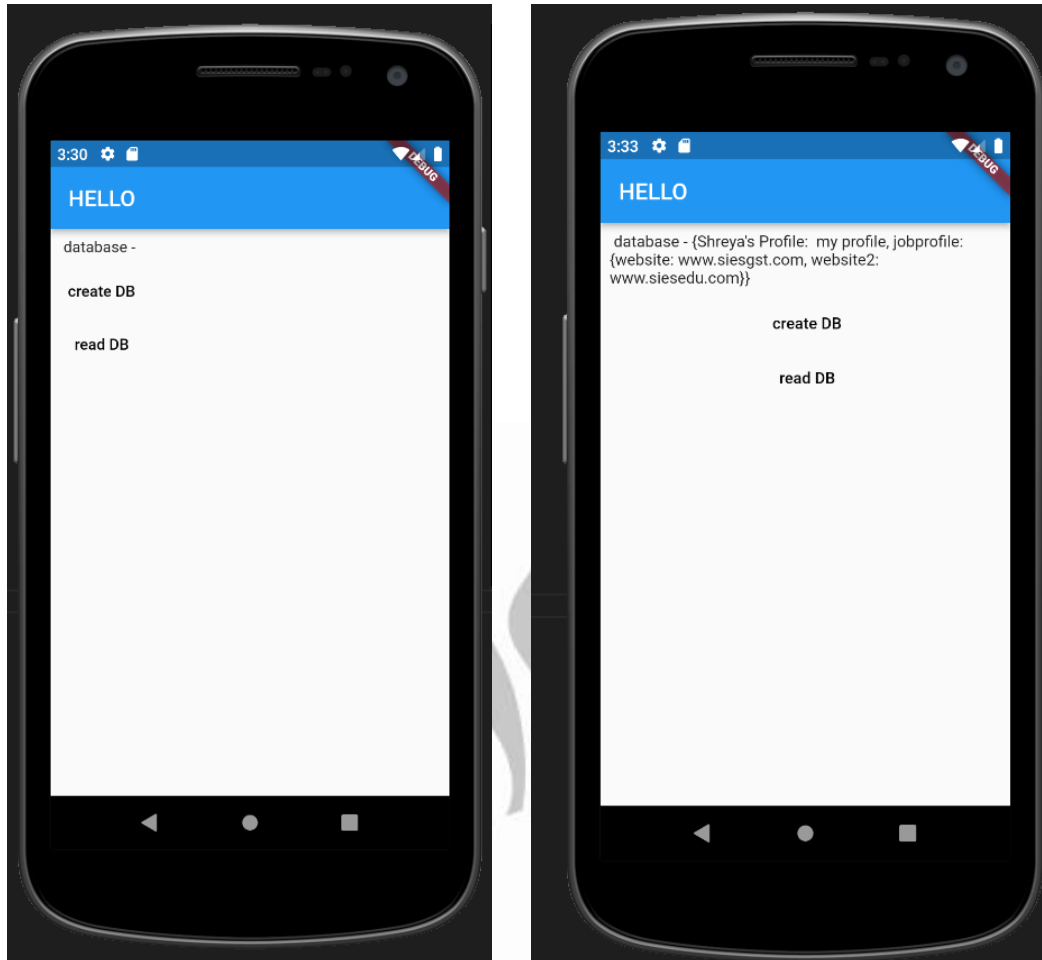 3:30
DEBUG
HELLO
database -
create DB
read DB
3:33
DEBUG
HELLO
database - {Shreya's Profile:  my profile, jobprofile:
{website: www.siesgst.com, website2:
www.siesedu.com}}
create DB
read DB